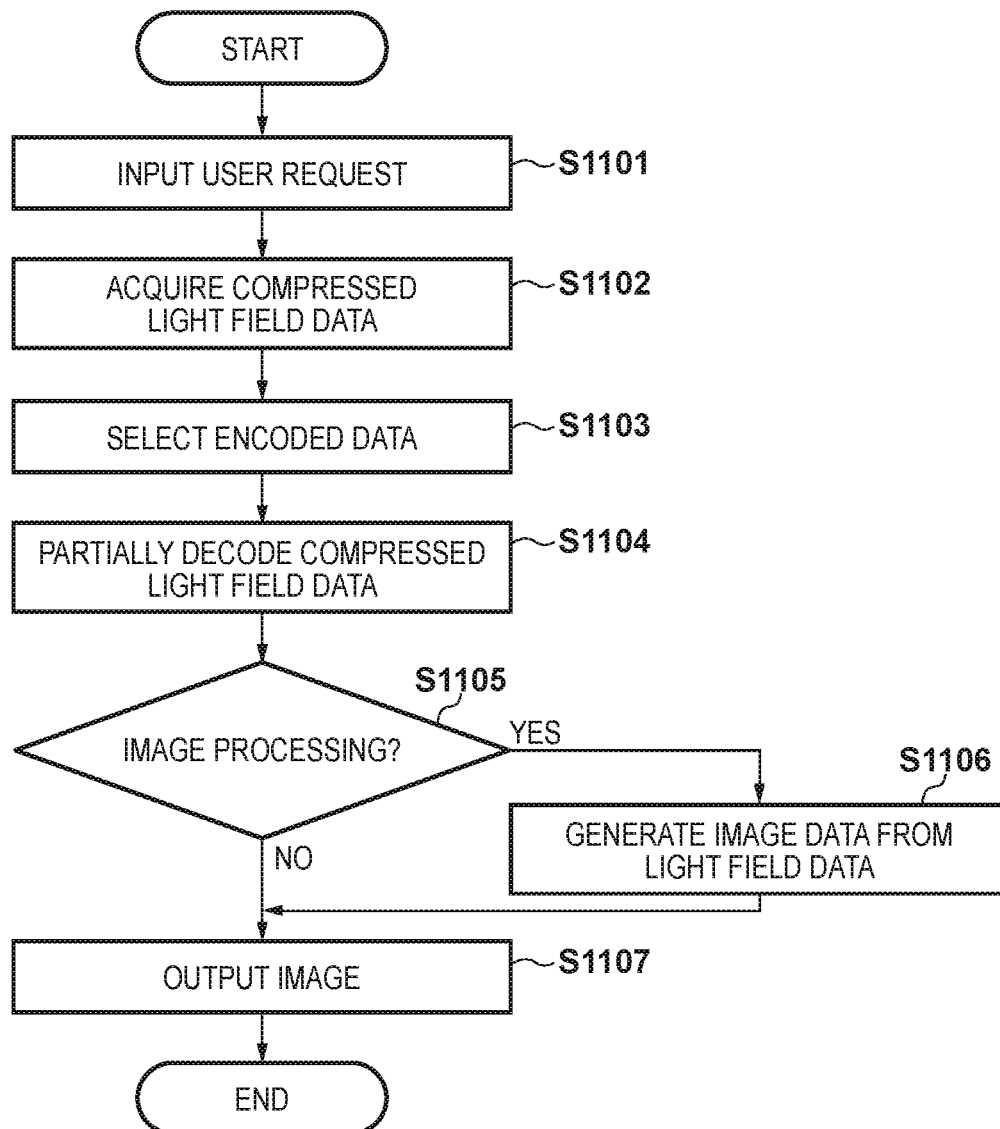 START
INPUT USER REQUEST
S1101
ACQUIRE COMPRESSED
LIGHT FIELD DATA
S1102
SELECT ENCODED DATA
S1103
PARTIALLY DECODE COMPRESSED
LIGHT FIELD DATA
S1104
S1105
IMAGE PROCESSING?
YES
NO
S1106
GENERATE IMAGE DATA FROM
LIGHT FIELD DATA
OUTPUT IMAGE
S1107
END